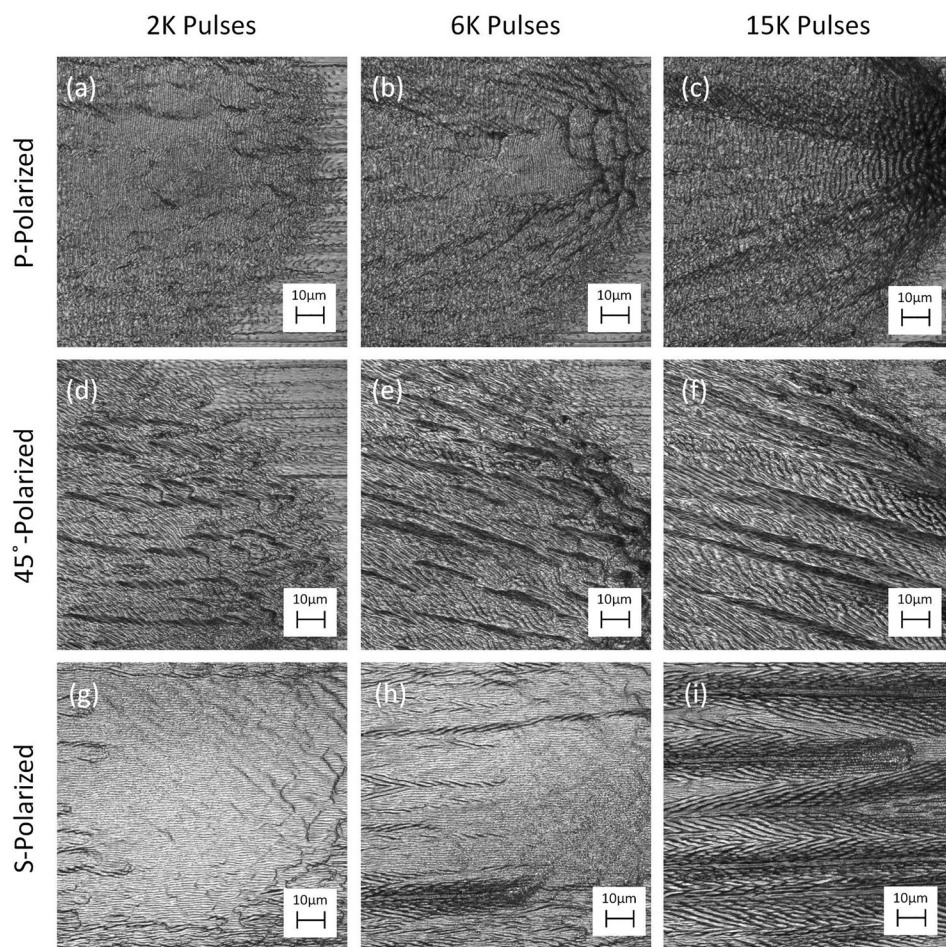 2K Pulses 6K Pulses 15K Pulses
P-Polarized
(a) (b) (c)
10μm 10μm 10μm
45°-Polarized
(d) (e) (f)
10μm 10μm 10μm
S-Polarized
(g) (h) (i)
10μm 10μm 10μm